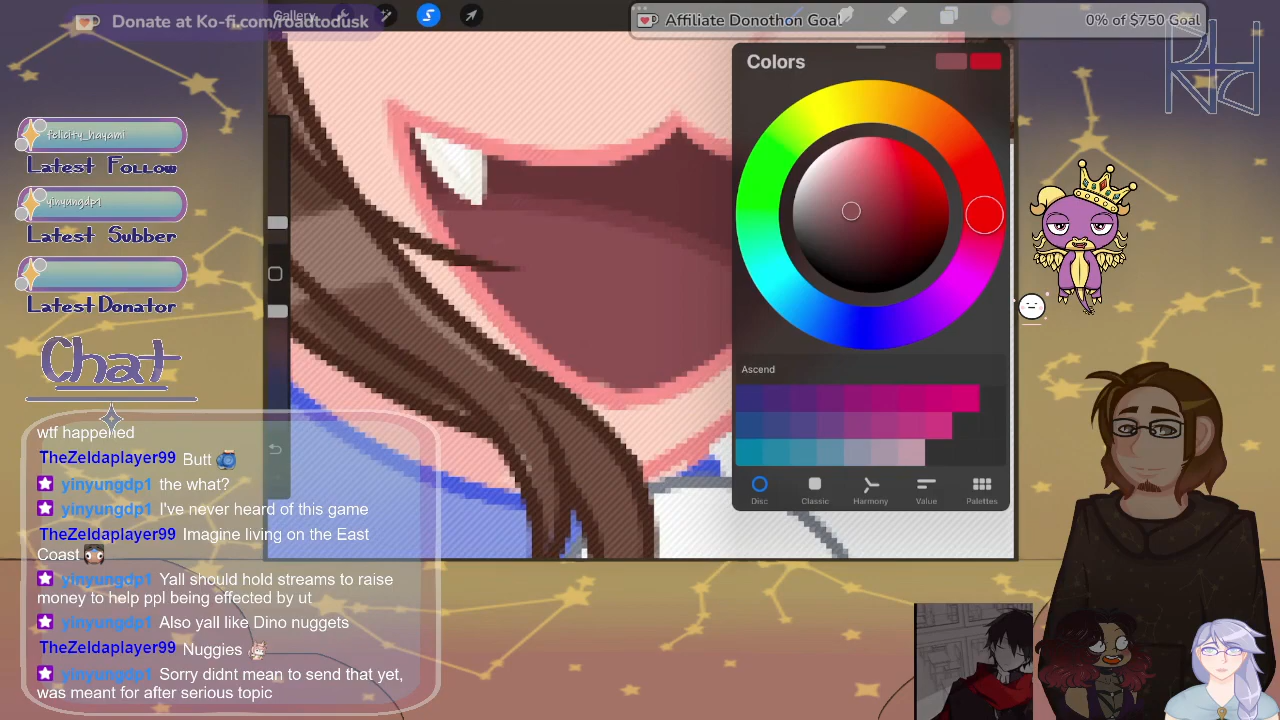 Donate at Ko-fi.com/roadtodusk
Gallery
Affiliate Donothon Goal
0% of $750 Goal
Colors
felicity_hayami
Latest Follow
yinyungdp1
Latest Subber
Latest Donator
Chat
wtf happened
TheZeldaplayer99 Butt
yinyungdp1 the what?
yinyungdp1 I've never heard of this game
TheZeldaplayer99 Imagine living on the East
Coast
yinyungdp1 Yall should hold streams to raise
money to help ppl being effected by ut
yinyungdp1 Also yall like Dino nuggets
TheZeldaplayer99 Nuggies
yinyungdp1 Sorry didnt mean to send that yet,
was meant for after serious topic
Ascend
Disc
Classic
Harmony
Value
Palettes